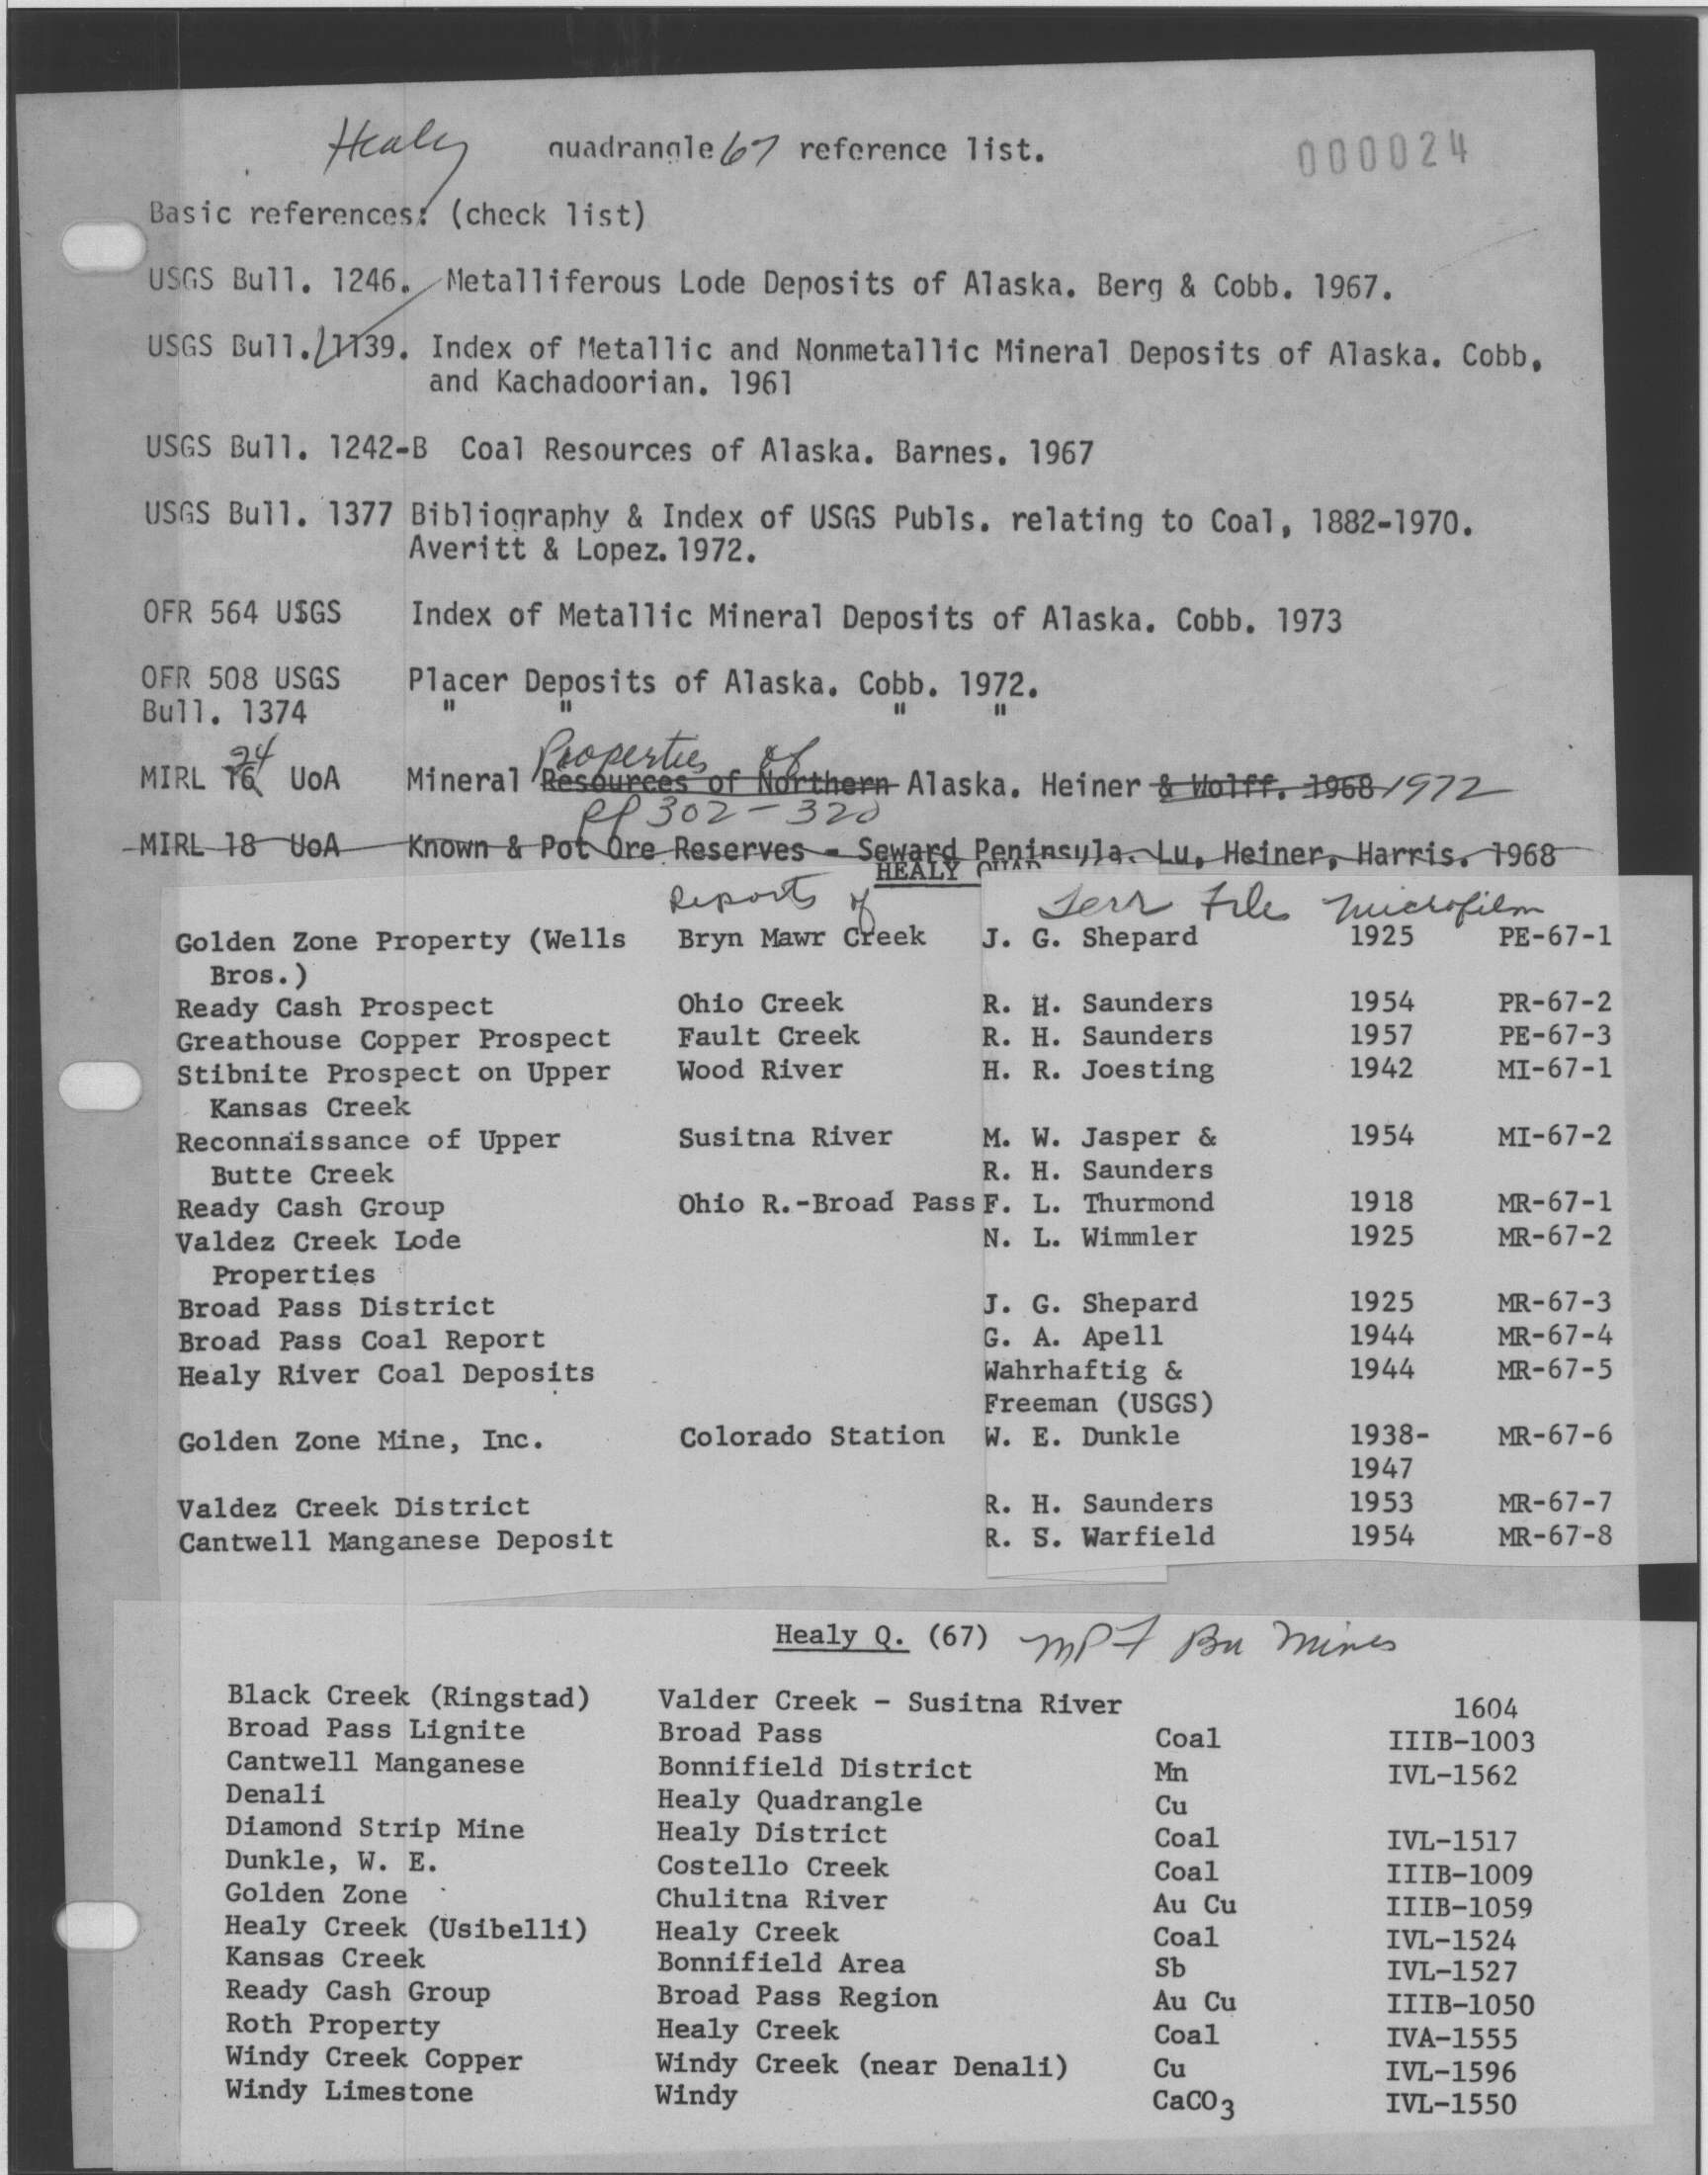 Healy quadrangle 67 reference list.
000024
Basic references: (check list)
USGS Bull. 1246. Metalliferous Lode Deposits of Alaska. Berg & Cobb. 1967.
USGS Bull. 1139. Index of Metallic and Nonmetallic Mineral Deposits of Alaska. Cobb,
and Kachadoorian. 1961
USGS Bull. 1242-B Coal Resources of Alaska. Barnes. 1967
USGS Bull. 1377 Bibliography & Index of USGS Publs. relating to Coal, 1882-1970.
Averitt & Lopez. 1972.
OFR 564 USGS Index of Metallic Mineral Deposits of Alaska. Cobb. 1973
OFR 508 USGS Placer Deposits of Alaska. Cobb. 1972.
Bull. 1374 " " " "
24 Properties of
MIRL 16 UoA Mineral Resources of Northern Alaska. Heiner & Wolff. 1968 1972
pp 302-320
MIRL 18 UoA Known & Pot Ore Reserves - Seward Peninsula. Lu, Heiner, Harris. 1968
HEALY QUAD
Reports of Terr File microfilm
Golden Zone Property (Wells Bryn Mawr Creek J. G. Shepard 1925 PE-67-1
Bros.)
Ready Cash Prospect Ohio Creek R. H. Saunders 1954 PR-67-2
Greathouse Copper Prospect Fault Creek R. H. Saunders 1957 PE-67-3
Stibnite Prospect on Upper Wood River H. R. Joesting 1942 MI-67-1
Kansas Creek
Reconnaissance of Upper Susitna River M. W. Jasper & 1954 MI-67-2
Butte Creek R. H. Saunders
Ready Cash Group Ohio R.-Broad Pass F. L. Thurmond 1918 MR-67-1
Valdez Creek Lode N. L. Wimmler 1925 MR-67-2
Properties
Broad Pass District J. G. Shepard 1925 MR-67-3
Broad Pass Coal Report G. A. Apell 1944 MR-67-4
Healy River Coal Deposits Wahrhaftig & 1944 MR-67-5
Freeman (USGS)
Golden Zone Mine, Inc. Colorado Station W. E. Dunkle 1938- MR-67-6
1947
Valdez Creek District R. H. Saunders 1953 MR-67-7
Cantwell Manganese Deposit R. S. Warfield 1954 MR-67-8
Healy Q. (67) MPF Bu Mines
Black Creek (Ringstad) Valder Creek - Susitna River 1604
Broad Pass Lignite Broad Pass Coal IIIB-1003
Cantwell Manganese Bonnifield District Mn IVL-1562
Denali Healy Quadrangle Cu
Diamond Strip Mine Healy District Coal IVL-1517
Dunkle, W. E. Costello Creek Coal IIIB-1009
Golden Zone Chulitna River Au Cu IIIB-1059
Healy Creek (Usibelli) Healy Creek Coal IVL-1524
Kansas Creek Bonnifield Area Sb IVL-1527
Ready Cash Group Broad Pass Region Au Cu IIIB-1050
Roth Property Healy Creek Coal IVA-1555
Windy Creek Copper Windy Creek (near Denali) Cu IVL-1596
Windy Limestone Windy CaCO3 IVL-1550